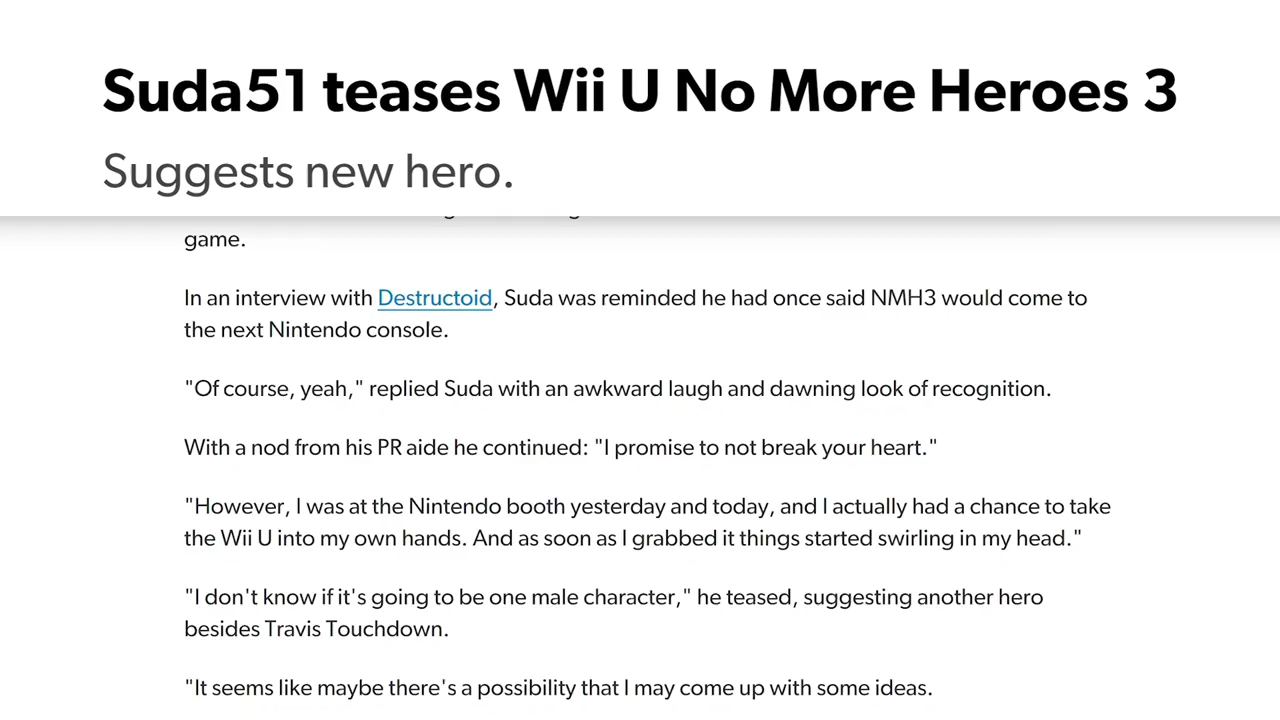 Suda51 teases Wii U No More Heroes 3
Suggests new hero.
game.
In an interview with Destructoid, Suda was reminded he had once said NMH3 would come to
the next Nintendo console.
"Of course, yeah," replied Suda with an awkward laugh and dawning look of recognition.
With a nod from his PR aide he continued: "I promise to not break your heart."
"However, I was at the Nintendo booth yesterday and today, and I actually had a chance to take
the Wii U into my own hands. And as soon as I grabbed it things started swirling in my head."
"I don't know if it's going to be one male character," he teased, suggesting another hero
besides Travis Touchdown.
"It seems like maybe there's a possibility that I may come up with some ideas.